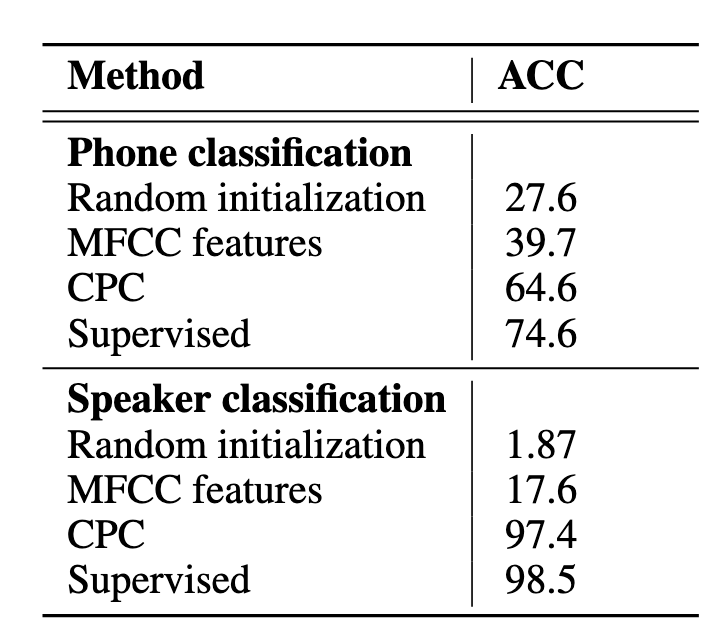 Method ACC
Phone classification
Random initialization 27.6
MFCC features 39.7
CPC 64.6
Supervised 74.6
Speaker classification
Random initialization 1.87
MFCC features 17.6
CPC 97.4
Supervised 98.5